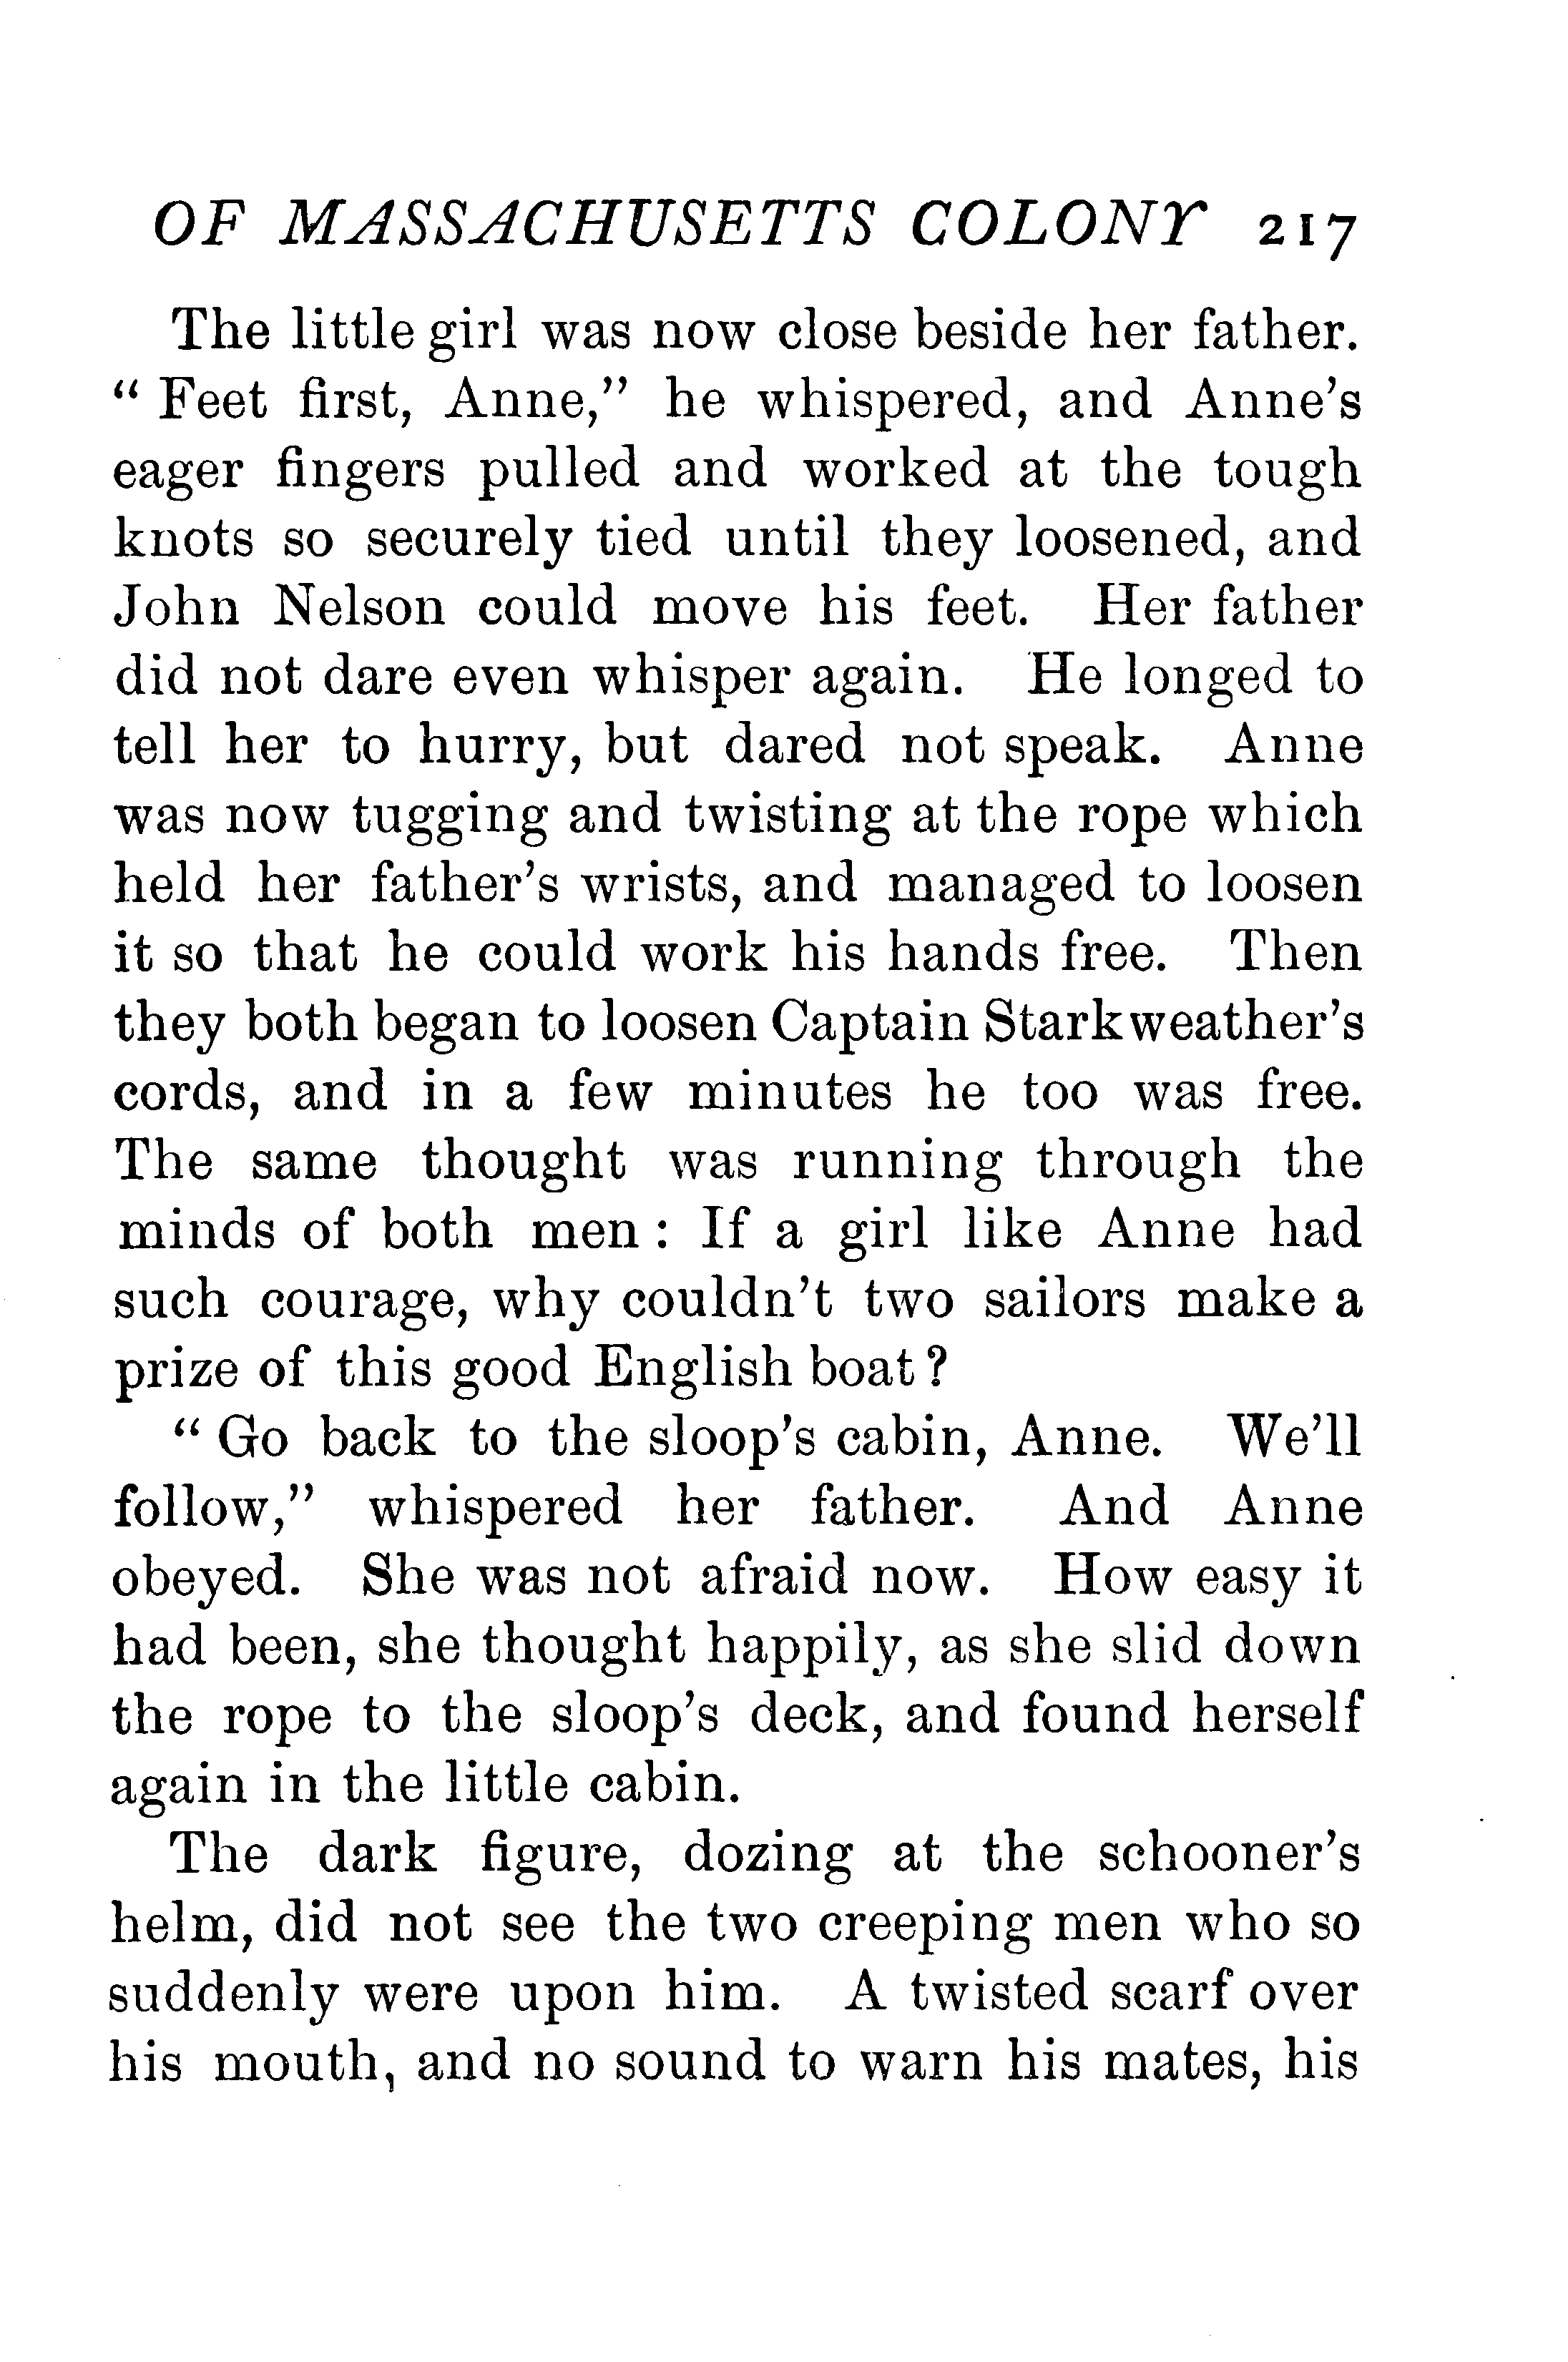 OF MASSACHUSETTS COLONY 217
The little girl was now close beside her father.
“ Feet first, Anne,” he whispered, and Anne’s
eager fingers pulled and worked at the tough
knots so securely tied until they loosened, and
John Nelson could move his feet. Her father
did not dare even whisper again. He longed to
tell her to hurry, but dared not speak. Anne
was now tugging and twisting at the rope which
held her father’s wrists, and managed to loosen
it so that he could work his hands free. Then
they both began to loosen Captain Starkweather’s
cords, and in a few minutes he too was free.
The same thought was running through the
minds of both men : If a girl like Anne had
such courage, why couldn’t two sailors make a
prize of this good English boat ?
“ Go back to the sloop’s cabin, Anne. We’ll
follow,” whispered her father. And Anne
obeyed. She was not afraid now. How easy it
had been, she thought happily, as she slid down
the rope to the sloop’s deck, and found herself
again in the little cabin.
The dark figure, dozing at the schooner’s
helm, did not see the two creeping men who so
suddenly were upon him. A twisted scarf over
his mouth, and no sound to warn his mates, his